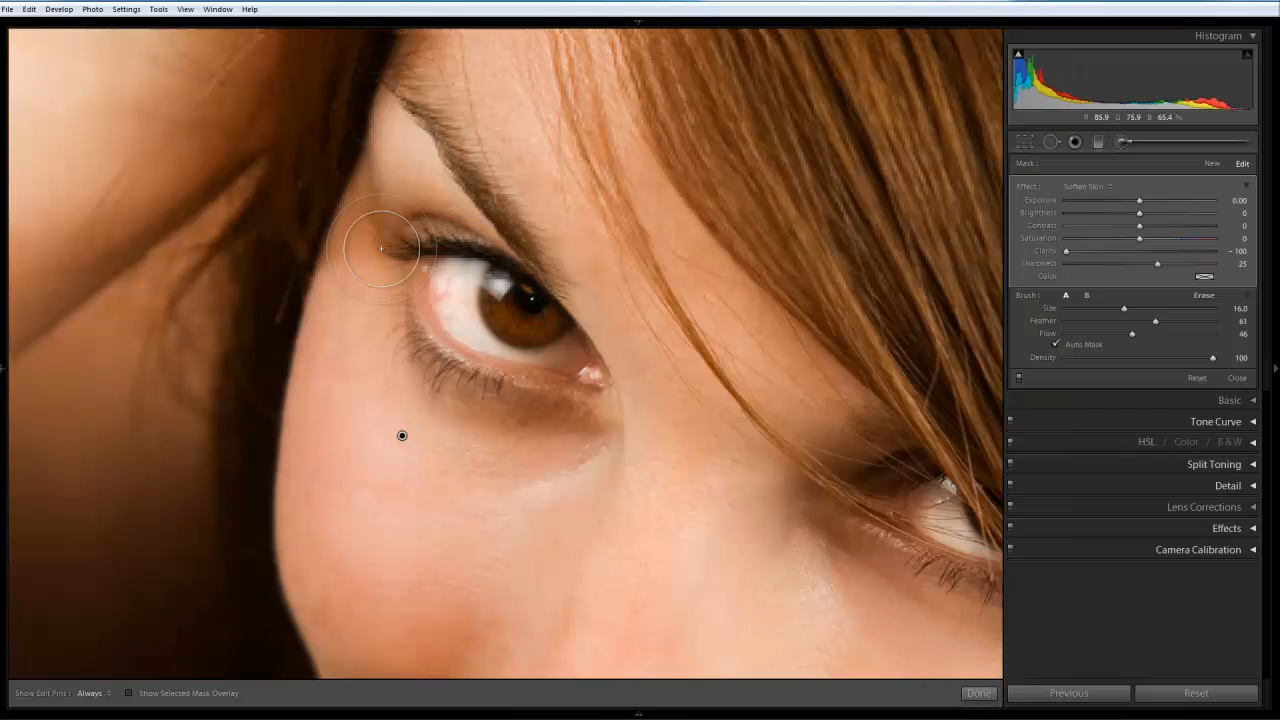 File Edit Develop Photo Settings Tools View Window Help
Histogram
R 85.9 G 75.9 B 65.4 %
Mask : New Edit
Effect : Soften Skin
Exposure 0.00
Brightness 0
Contrast 0
Saturation 0
Clarity – 100
Sharpness 25
Color
Brush : A B Erase
Size 16.0
Feather 61
Flow 46
Auto Mask
Density 100
Reset Close
Basic
Tone Curve
HSL / Color / B & W
Split Toning
Detail
Lens Corrections
Effects
Camera Calibration
Show Edit Pins : Always Show Selected Mask Overlay Done Previous Reset